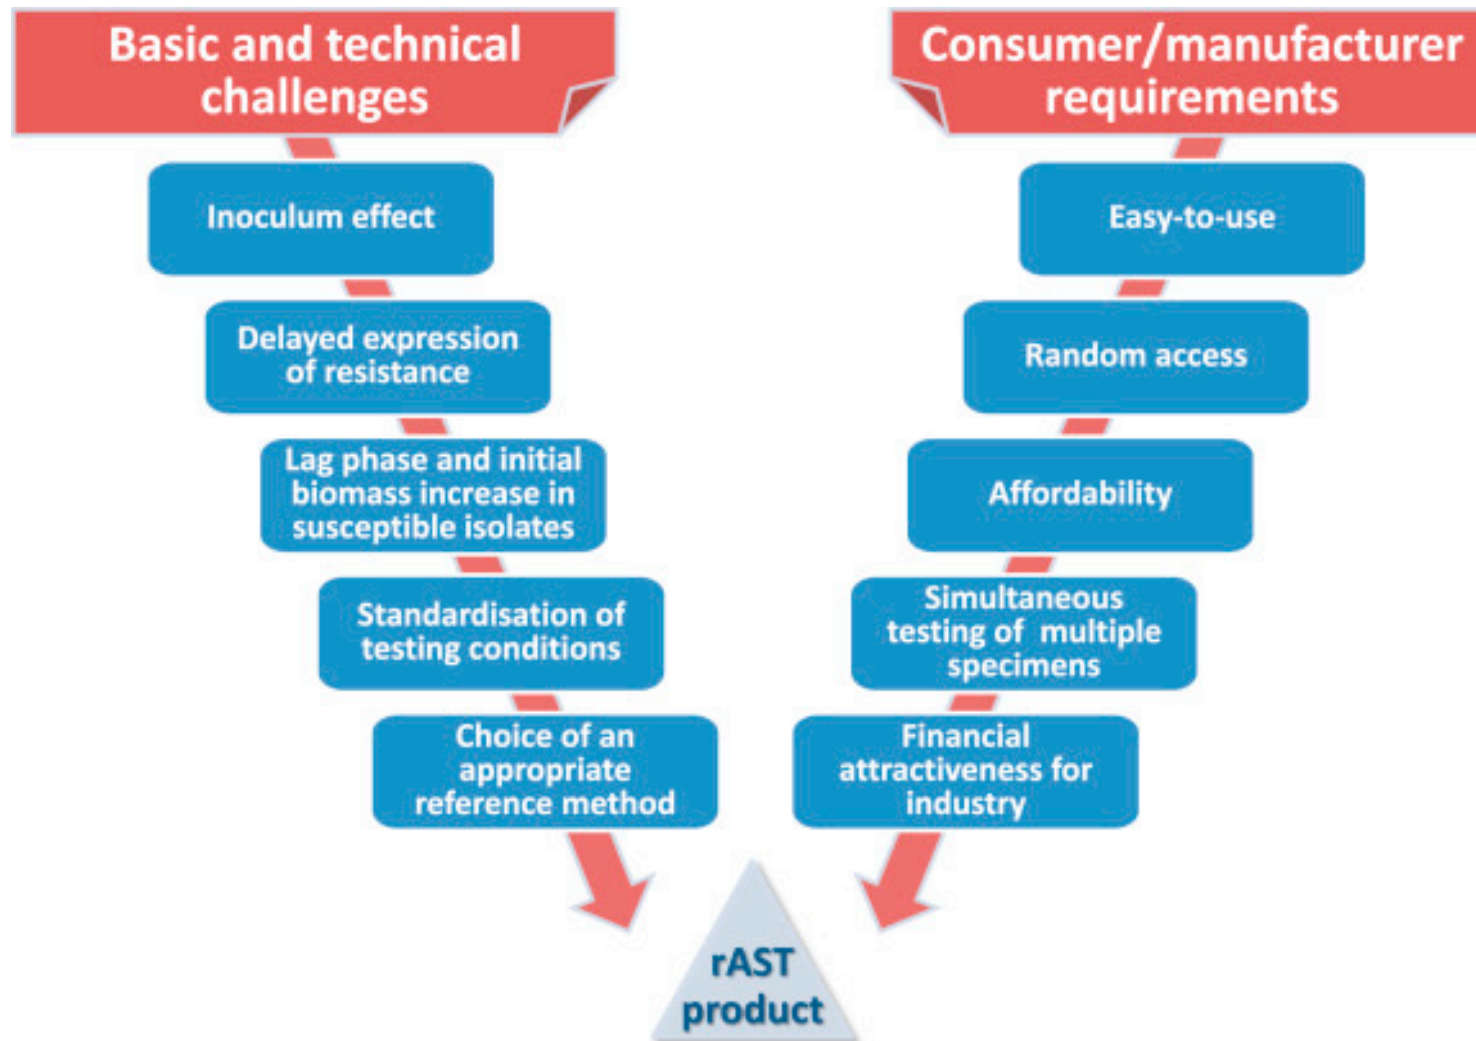 Basic and technical
challenges
Inoculum effect
Delayed expression
of resistance
Lag phase and initial
biomass increase in
susceptible isolates
Standardisation of
testing conditions
Choice of an
appropriate
reference method
Consumer/manufacturer
requirements
Easy-to-use
Random access
Affordability
Simultaneous
testing of multiple
specimens
Financial
attractiveness for
industry
rAST
product